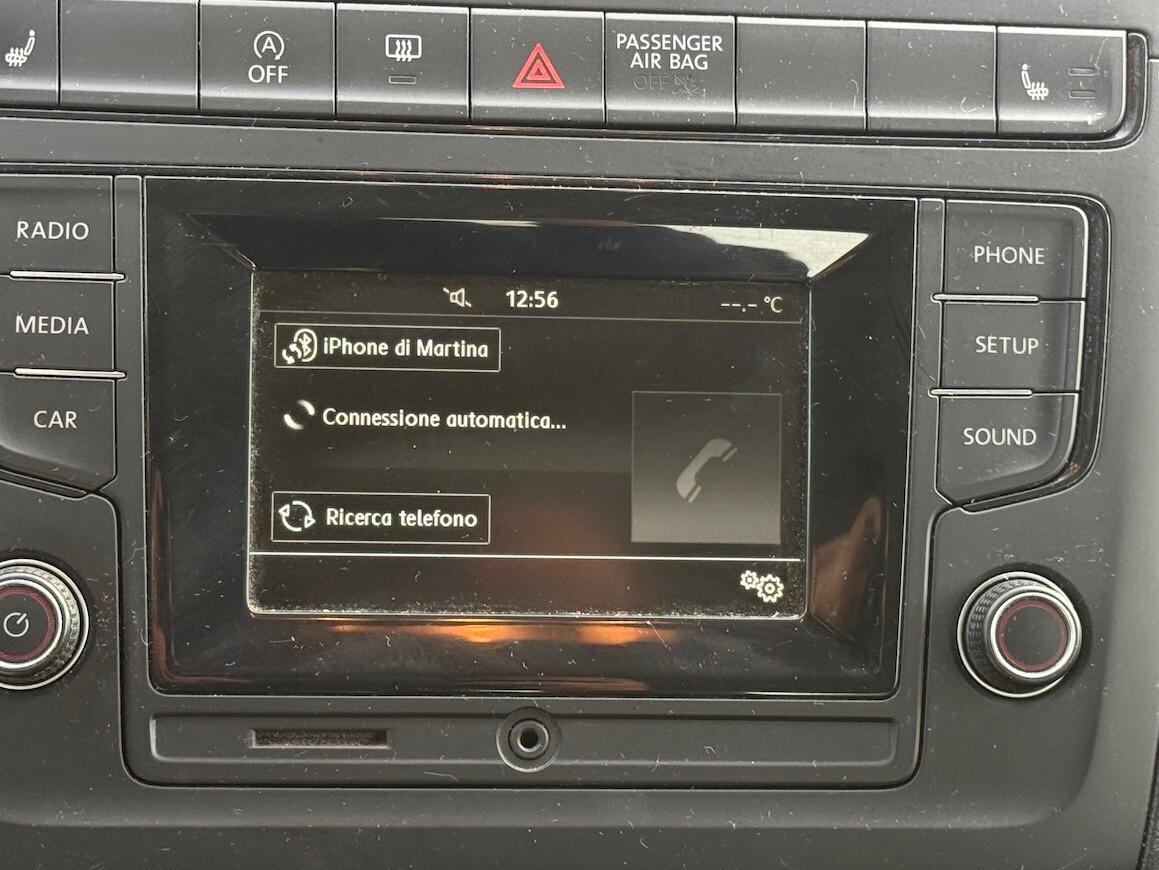 A
OFF
PASSENGER
AIR BAG
OFF
RADIO
MEDIA
CAR
12:56
--.- °C
iPhone di Martina
Connessione automatica...
Ricerca telefono
PHONE
SETUP
SOUND